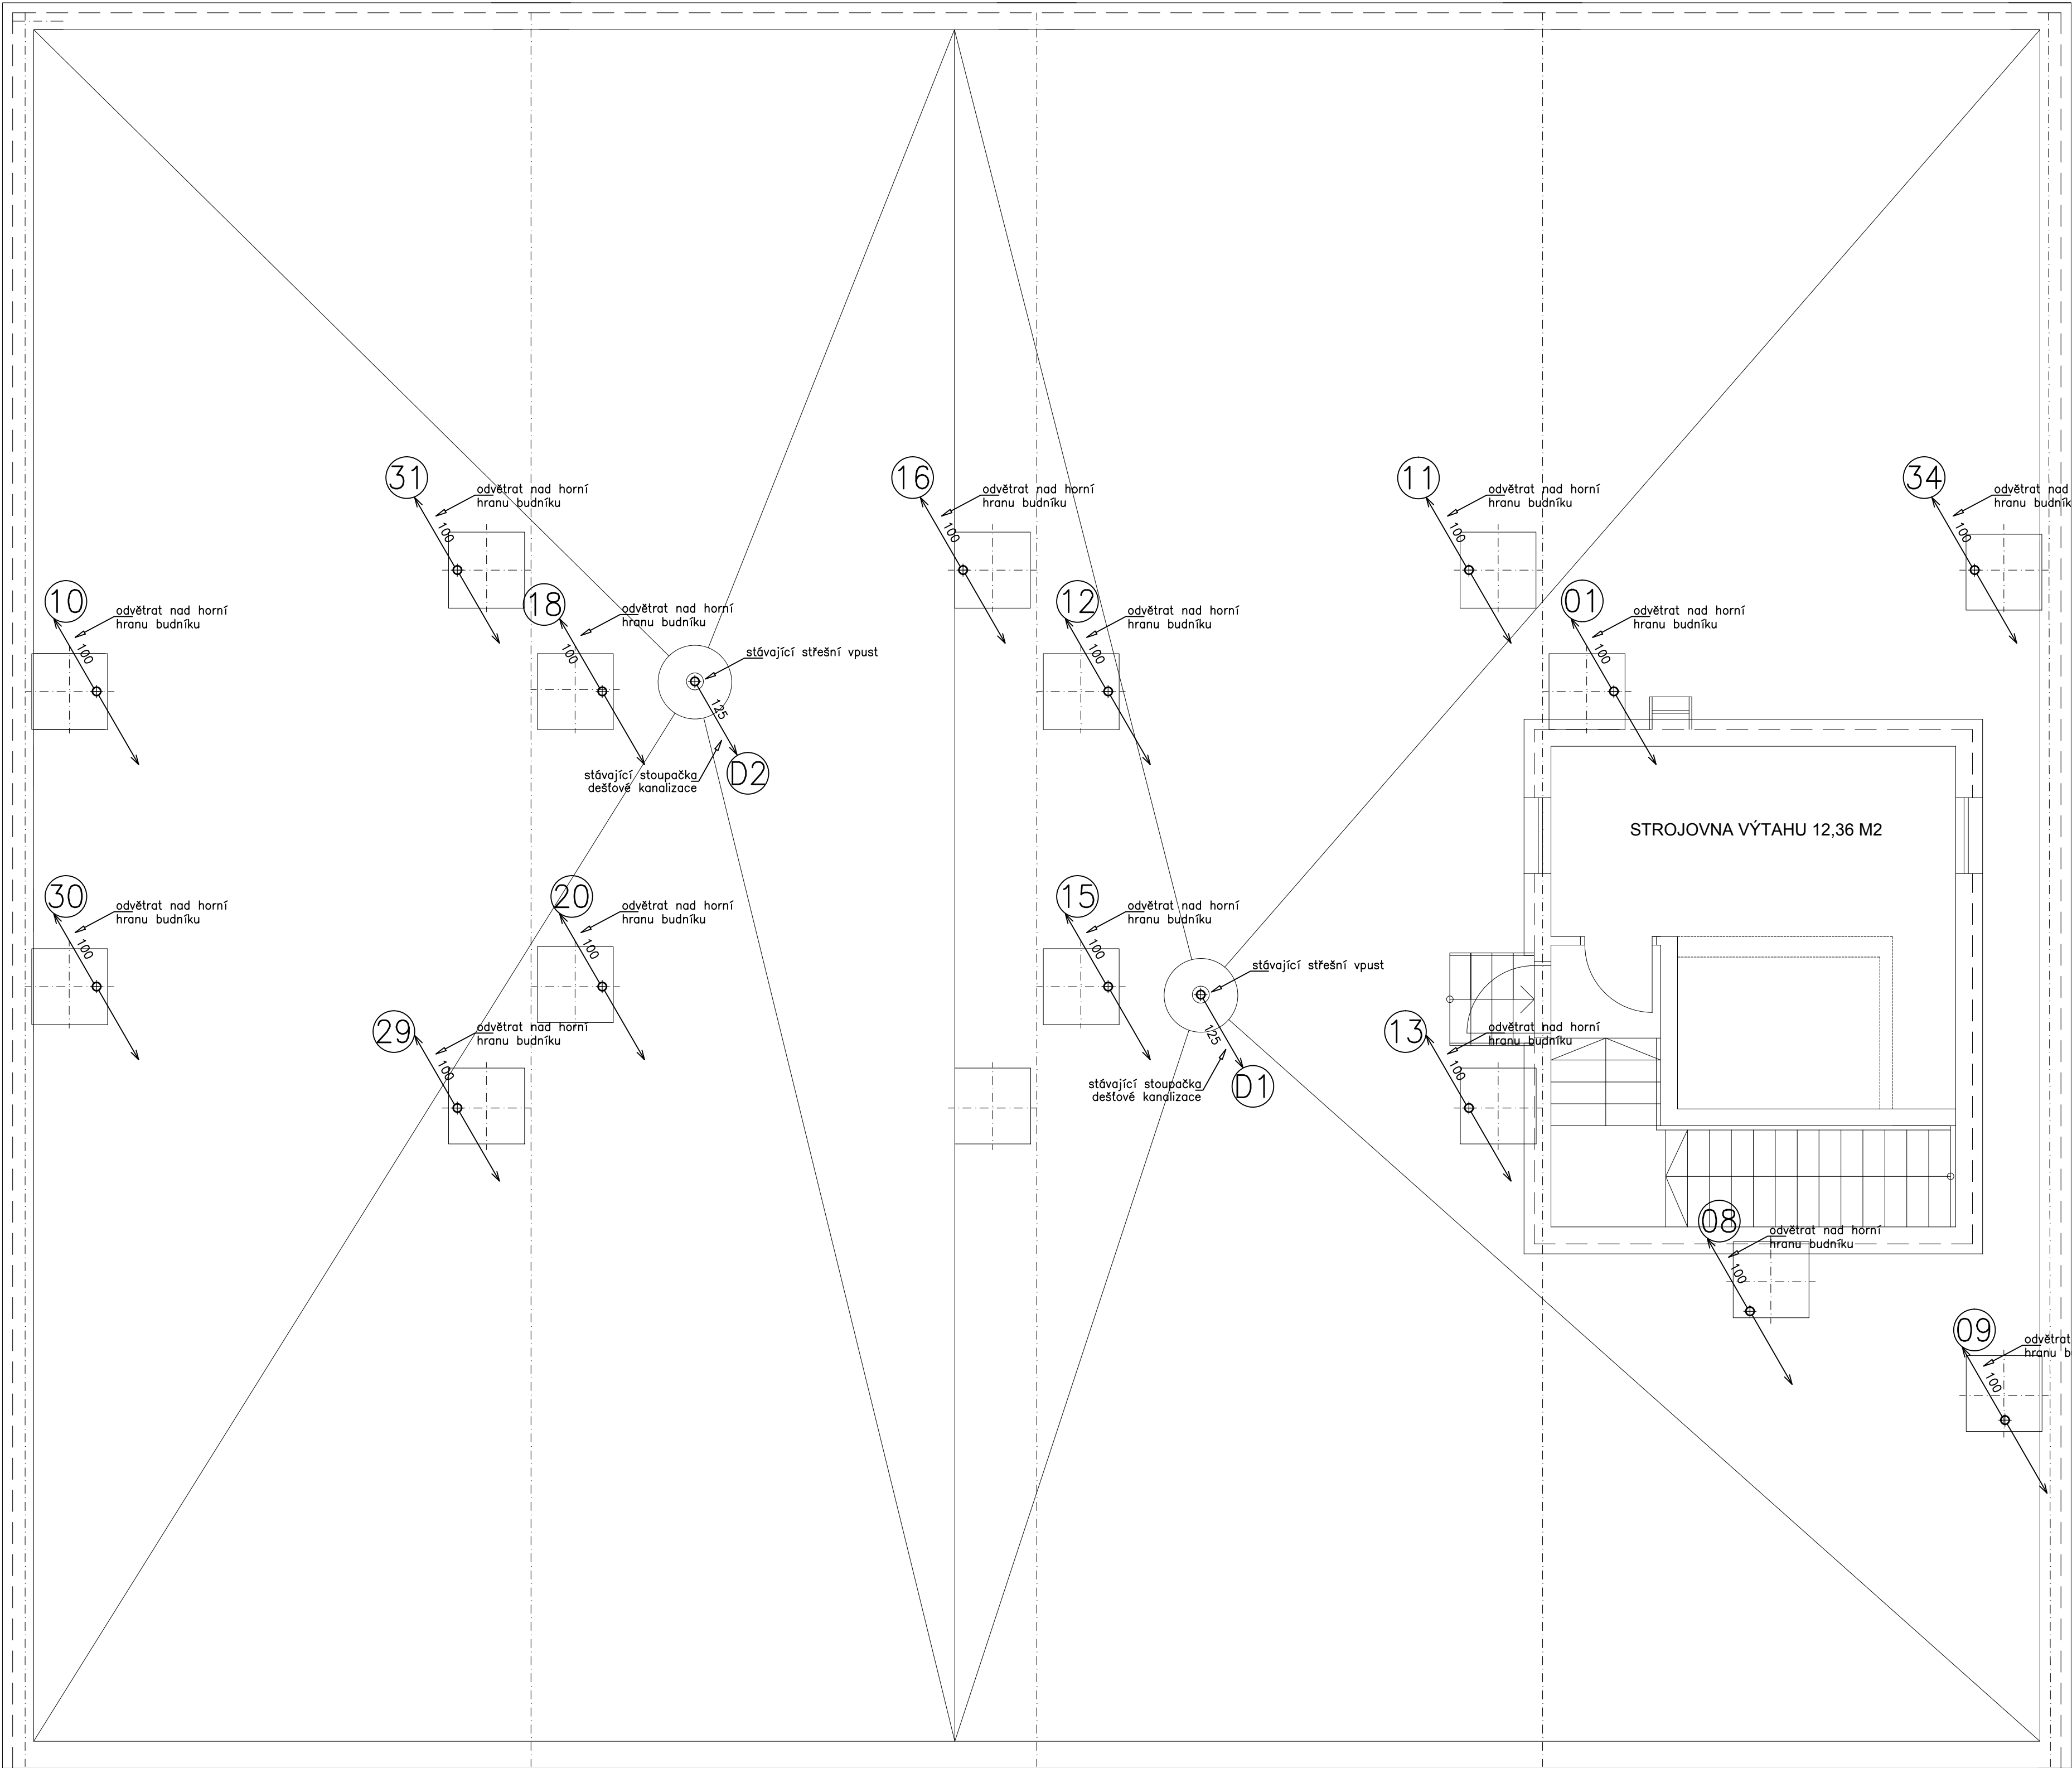 31
odvětrat nad horní
hranu budníku
100
16
odvětrat nad horní
hranu budníku
100
11
odvětrat nad horní
hranu budníku
100
34
odvětrat nad
hranu budník
100
10
odvětrat nad horní
hranu budníku
100
18
odvětrat nad horní
hranu budníku
100
12
odvětrat nad horní
hranu budníku
100
01
odvětrat nad horní
hranu budníku
100
stávající střešní vpust
125
stávající stoupačka
dešťové kanalizace
D2
STROJOVNA VÝTAHU 12,36 M2
30
odvětrat nad horní
hranu budníku
100
20
odvětrat nad horní
hranu budníku
100
15
odvětrat nad horní
hranu budníku
100
stávající střešní vpust
125
stávající stoupačka
dešťové kanalizace
D1
29
odvětrat nad horní
hranu budníku
100
13
odvětrat nad horní
hranu budníku
100
08
odvětrat nad horní
hranu budníku
100
09
odvětrat
hranu b
100